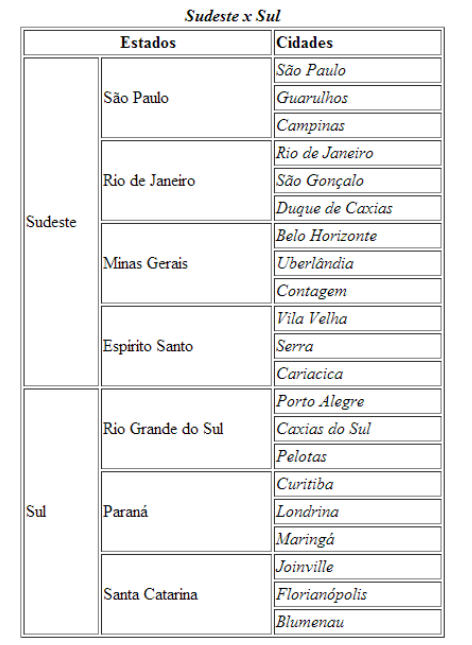 Sudeste x Sul
Estados Cidades
Sudeste São Paulo São Paulo
Guarulhos
Campinas
Rio de Janeiro Rio de Janeiro
São Gonçalo
Duque de Caxias
Minas Gerais Belo Horizonte
Uberlândia
Contagem
Espírito Santo Vila Velha
Serra
Cariacica
Sul Rio Grande do Sul Porto Alegre
Caxias do Sul
Pelotas
Paraná Curitiba
Londrina
Maringá
Santa Catarina Joinville
Florianópolis
Blumenau